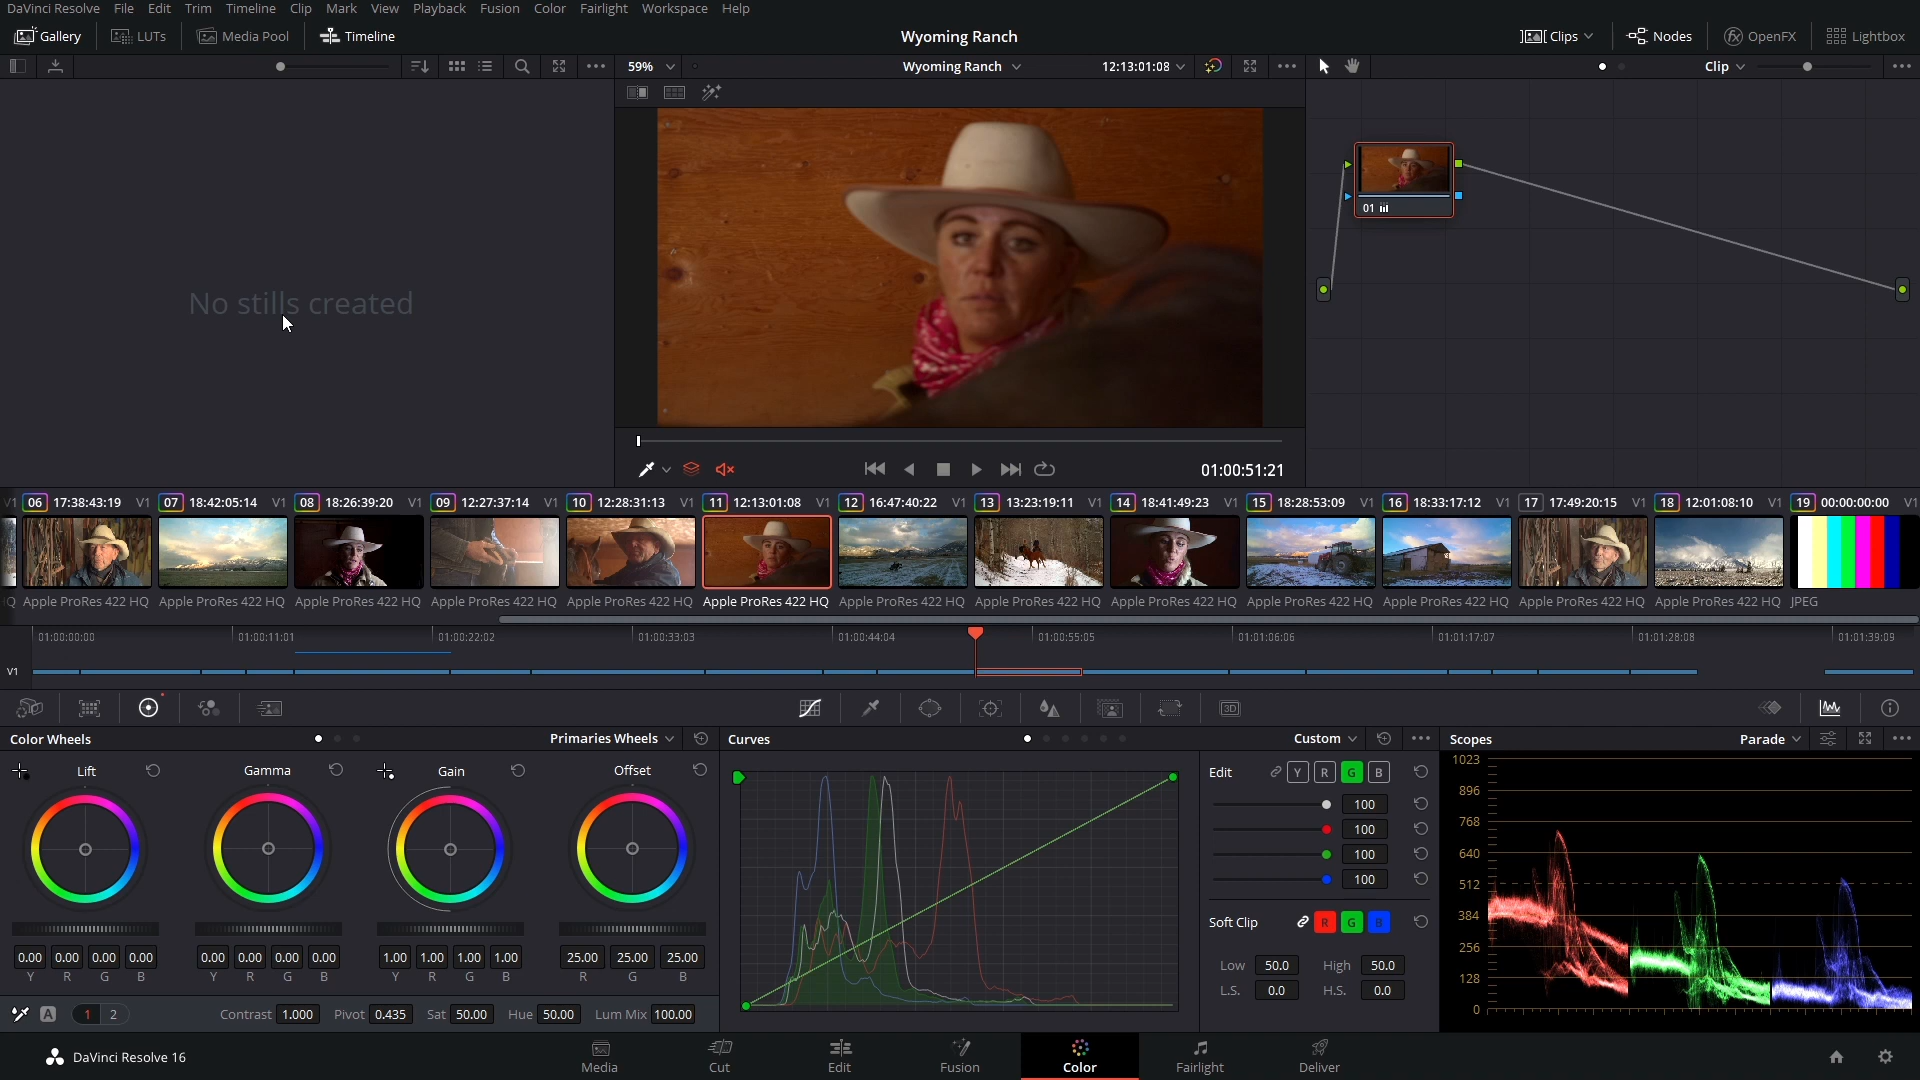 DaVinci Resolve File Edit Trim Timeline Clip Mark View Playback Fusion Color Fairlight Workspace Help
Gallery LUTs Media Pool Timeline Wyoming Ranch Clips Nodes OpenFX Lightbox
59% Wyoming Ranch 12:13:01:08 Clip
01
No stills created
01:00:51:21
V1 06 17:38:43:19 V1 07 18:42:05:14 V1 08 18:26:39:20 V1 09 12:27:37:14 V1 10 12:28:31:13 V1 11 12:13:01:08 V1 12 16:47:40:22 V1 13 13:23:19:11 V1 14 18:41:49:23 V1 15 18:28:53:09 V1 16 18:33:17:12 V1 17 17:49:20:15 V1 18 12:01:08:10 V1 19 00:00:00:00 V1
Q Apple ProRes 422 HQ Apple ProRes 422 HQ Apple ProRes 422 HQ Apple ProRes 422 HQ Apple ProRes 422 HQ Apple ProRes 422 HQ Apple ProRes 422 HQ Apple ProRes 422 HQ Apple ProRes 422 HQ Apple ProRes 422 HQ Apple ProRes 422 HQ Apple ProRes 422 HQ Apple ProRes 422 HQ JPEG
01:00:00:00 01:00:11:01 01:00:22:02 01:00:33:03 01:00:44:04 01:00:55:05 01:01:06:06 01:01:17:07 01:01:28:08 01:01:39:09
V1
3D
Color Wheels Primaries Wheels
Lift Gamma Gain Offset
0.00 0.00 0.00 0.00 0.00 0.00 0.00 0.00 1.00 1.00 1.00 1.00 25.00 25.00 25.00
Y R G B Y R G B Y R G B R G B
A 1 2 Contrast 1.000 Pivot 0.435 Sat 50.00 Hue 50.00 Lum Mix 100.00
Curves Custom
Edit Y R G B
100
100
100
100
Soft Clip R G B
Low 50.0 High 50.0
L.S. 0.0 H.S. 0.0
Scopes Parade
1023
896
768
640
512
384
256
128
0
DaVinci Resolve 16 Media Cut Edit Fusion Color Fairlight Deliver